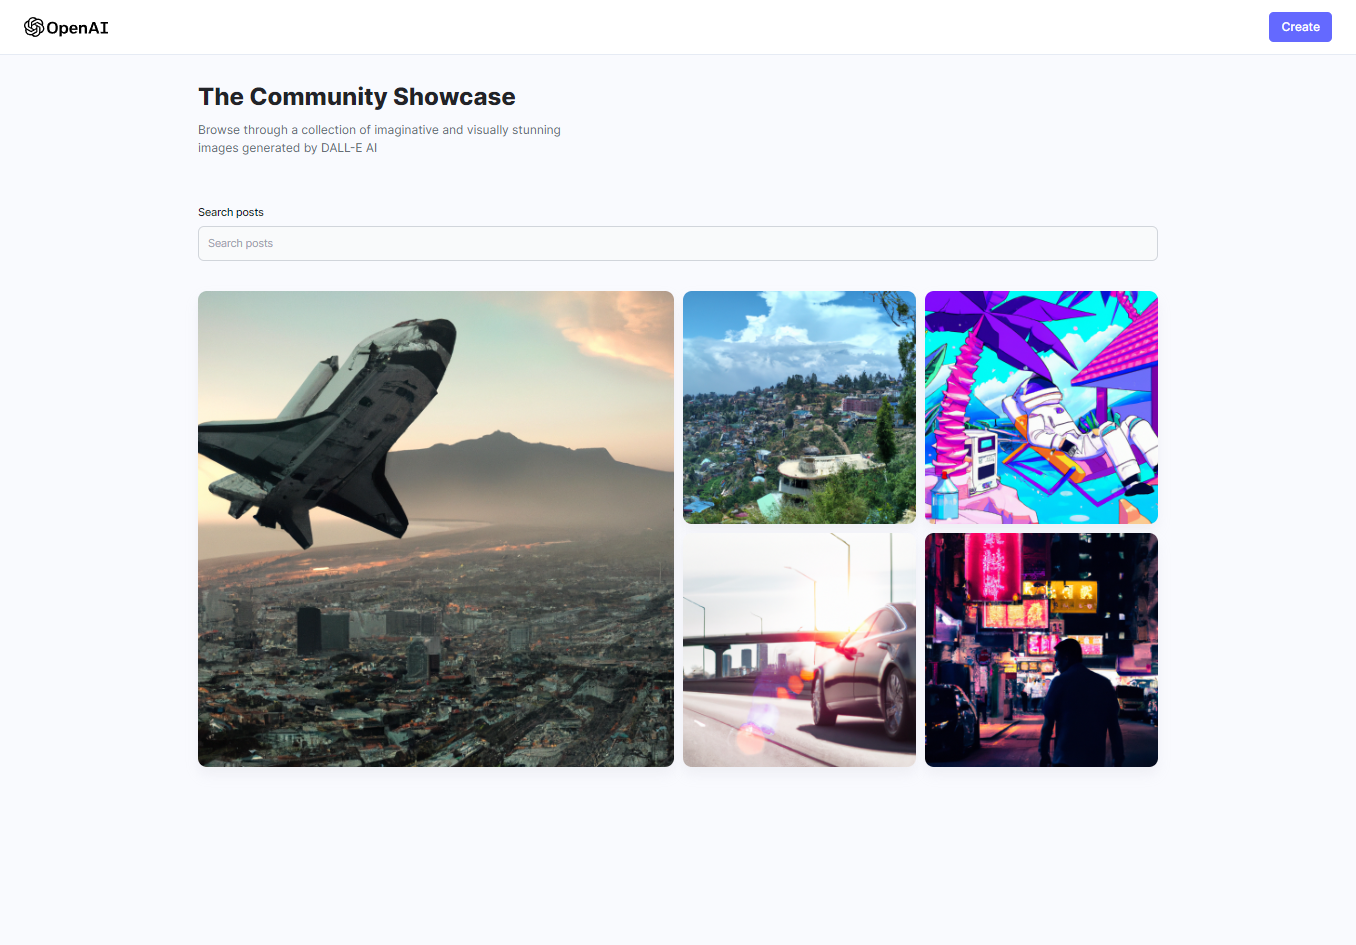 OpenAI
Create
The Community Showcase
Browse through a collection of imaginative and visually stunning
images generated by DALL-E AI
Search posts
Search posts